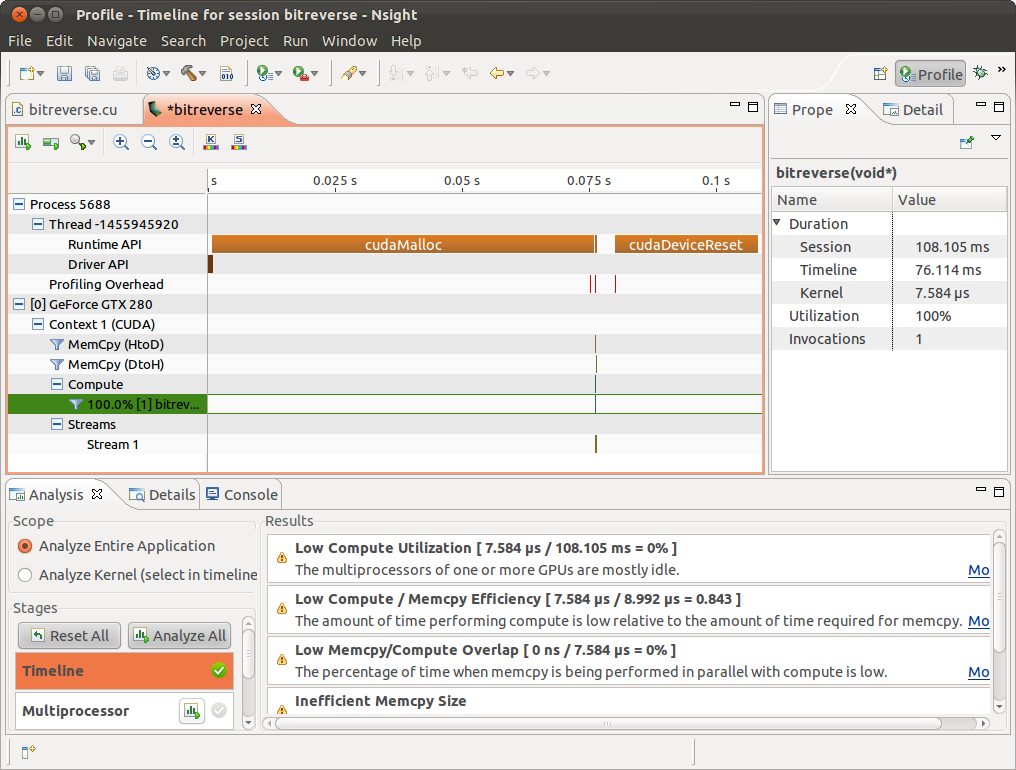 Profile - Timeline for session bitreverse - Nsight
File Edit Navigate Search Project Run Window Help
010
Profile
»
bitreverse.cu
*bitreverse
K
S
s
0.025 s
0.05 s
0.075 s
0.1 s
Process 5688
Thread -1455945920
Runtime API
cudaMalloc
cudaDeviceReset
Driver API
Profiling Overhead
[0] GeForce GTX 280
Context 1 (CUDA)
MemCpy (HtoD)
MemCpy (DtoH)
Compute
100.0% [1] bitrev...
Streams
Stream 1
Prope
Detail
bitreverse(void*)
Name Value
Duration
Session 108.105 ms
Timeline 76.114 ms
Kernel 7.584 µs
Utilization 100%
Invocations 1
Analysis
Details
Console
Scope
Analyze Entire Application
Analyze Kernel (select in timeline
Stages
Reset All
Analyze All
Timeline
Multiprocessor
Results
Low Compute Utilization [ 7.584 µs / 108.105 ms = 0% ]
The multiprocessors of one or more GPUs are mostly idle. Mo
Low Compute / Memcpy Efficiency [ 7.584 µs / 8.992 µs = 0.843 ]
The amount of time performing compute is low relative to the amount of time required for memcpy. Mo
Low Memcpy/Compute Overlap [ 0 ns / 7.584 µs = 0% ]
The percentage of time when memcpy is being performed in parallel with compute is low. Mo
Inefficient Memcpy Size